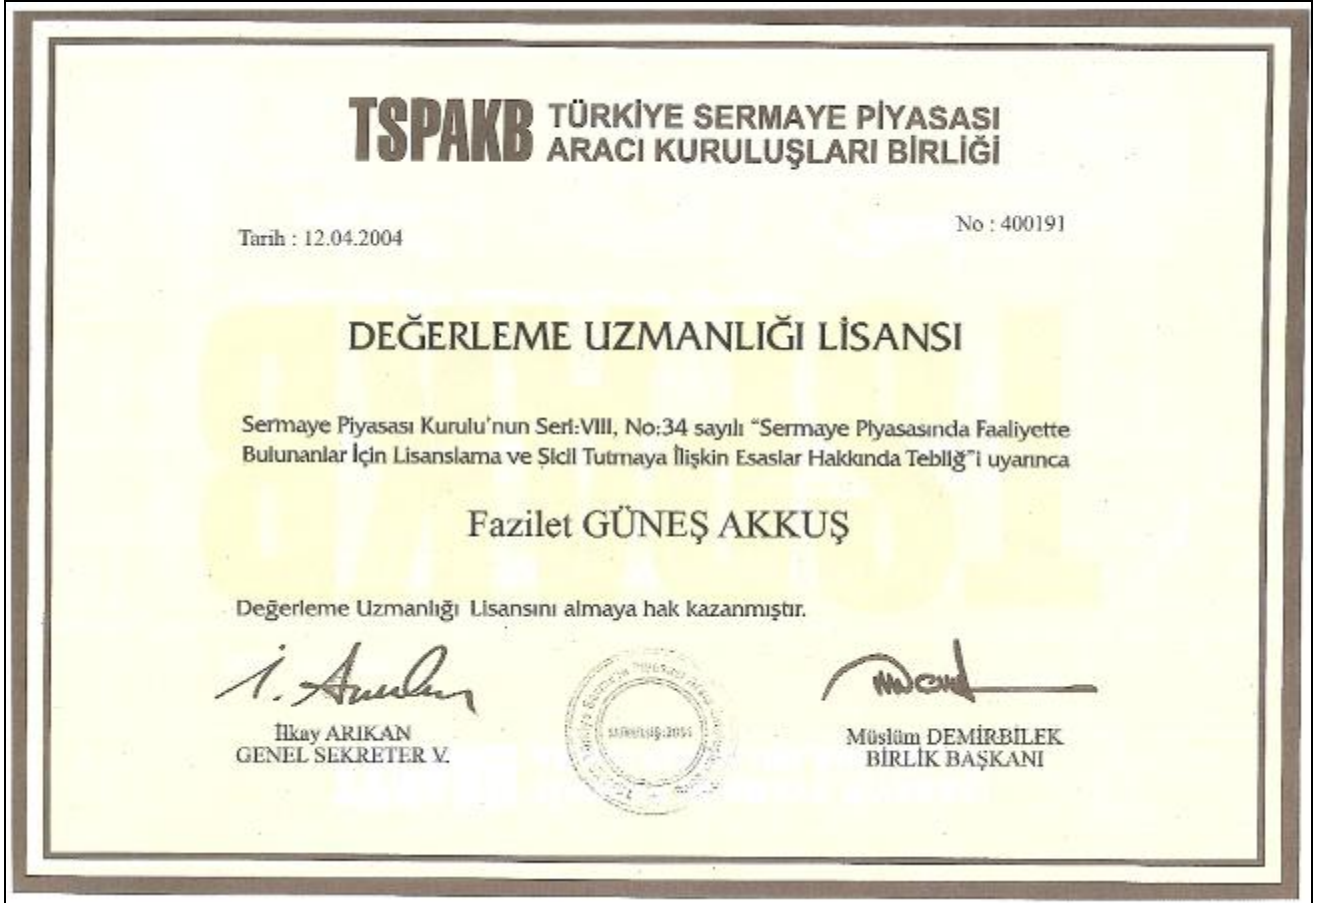 TSPAKB TÜRKİYE SERMAYE PİYASASI
ARACI KURULUŞLARI BİRLİĞİ
Tarih : 12.04.2004
No : 400191
DEĞERLEME UZMANLIĞI LİSANSI
Sermaye Piyasası Kurulu'nun Seri:VIII, No:34 sayılı "Sermaye Piyasasında Faaliyette
Bulunanlar İçin Lisanslama ve Sicil Tutmaya İlişkin Esaslar Hakkında Tebliğ"i uyarınca
Fazilet GÜNEŞ AKKUŞ
Değerleme Uzmanlığı Lisansını almaya hak kazanmıştır.
İlkay ARIKAN
GENEL SEKRETER V.
Müslüm DEMİRBİLEK
BİRLİK BAŞKANI